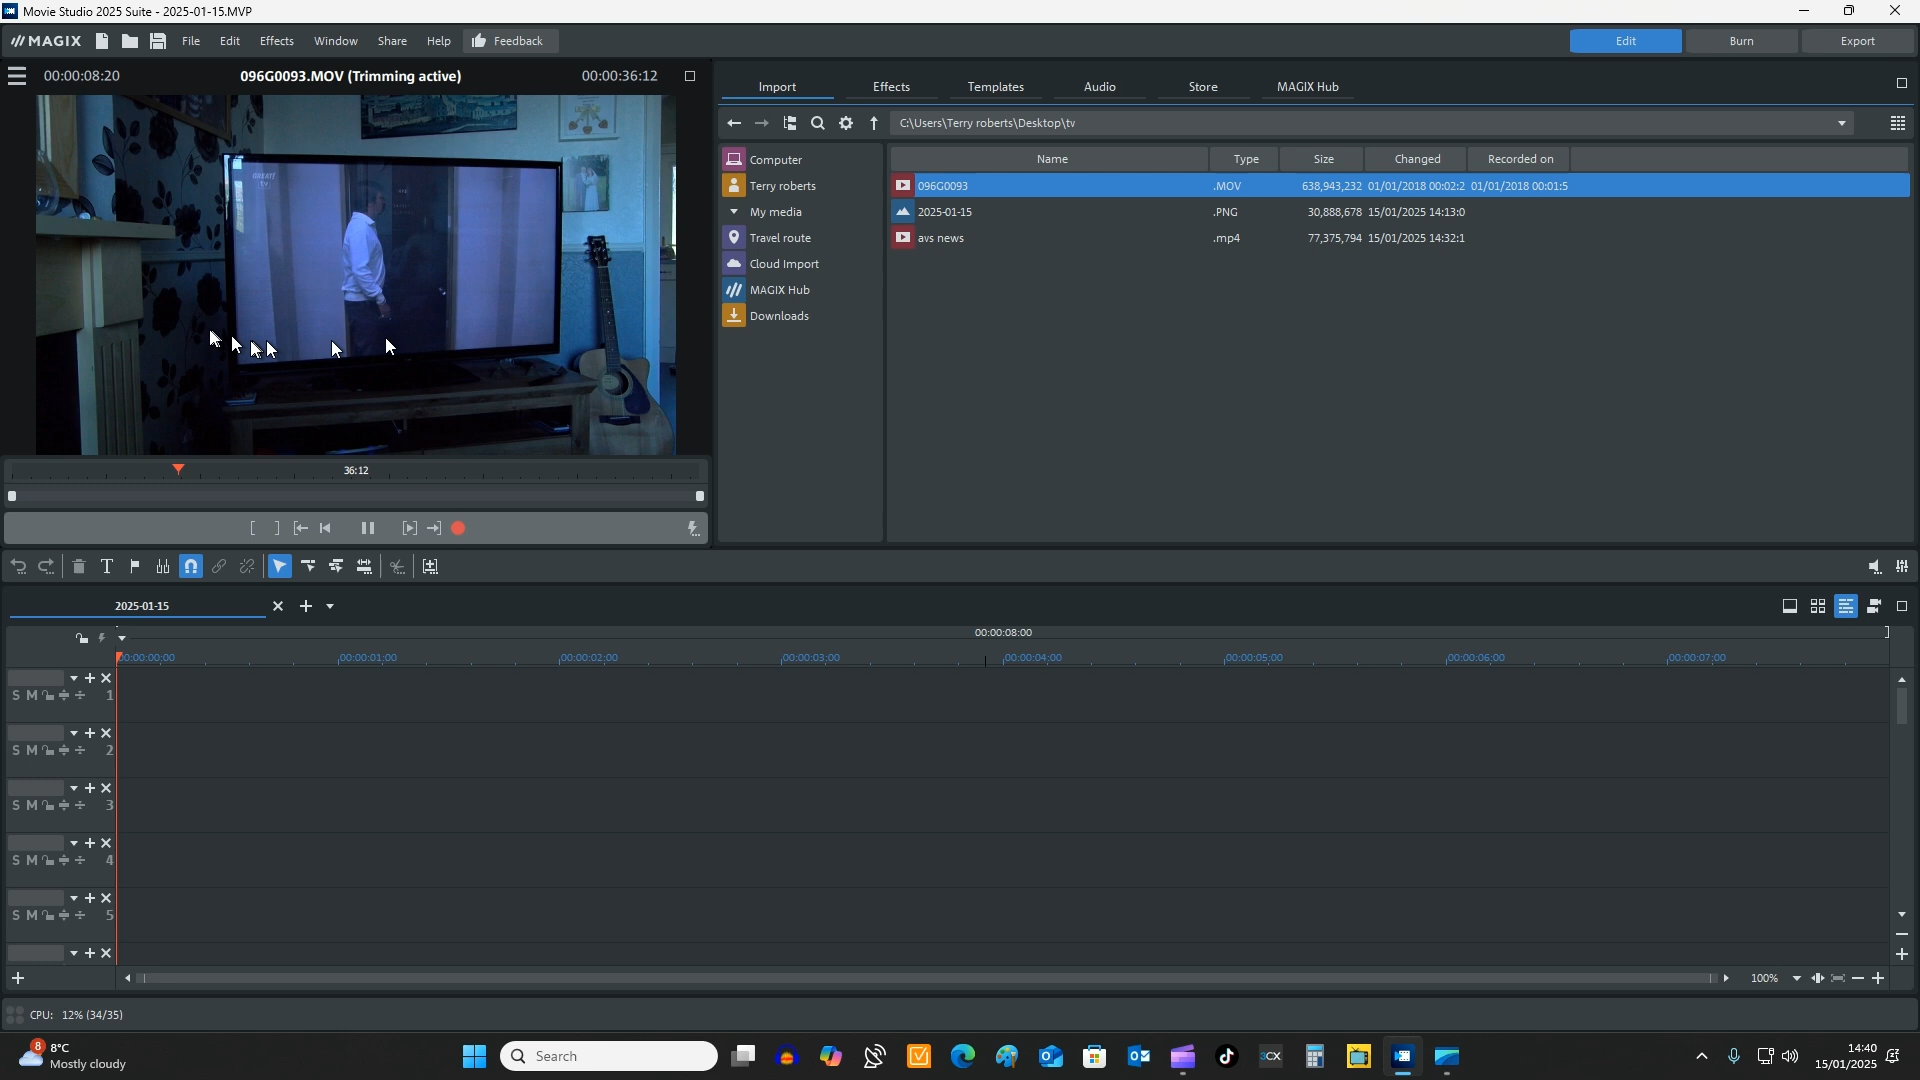 Movie Studio 2025 Suite - 2025-01-15.MVP
MAGIX File Edit Effects Window Share Help Feedback Edit Burn Export
00:00:08:20 096G0093.MOV (Trimming active) 00:00:36:12
Import Effects Templates Audio Store MAGIX Hub
C:\Users\Terry roberts\Desktop\tv
Computer
Terry roberts
My media
Travel route
Cloud Import
MAGIX Hub
Downloads
Name Type Size Changed Recorded on
096G0093 .MOV 638,943,232 01/01/2018 00:02:2 01/01/2018 00:01:5
2025-01-15 .PNG 30,888,678 15/01/2025 14:13:0
avs news .mp4 77,375,794 15/01/2025 14:32:1
GREAT!
tv
36:12
2025-01-15
00:00:08:00
00:00:00:00 00:00:01:00 00:00:02:00 00:00:03:00 00:00:04:00 00:00:05:00 00:00:06:00 00:00:07:00
S M 1
S M 2
S M 3
S M 4
S M 5
100%
CPU: 12% (34/35)
8
8°C
Mostly cloudy
Search
3CX
14:40
15/01/2025